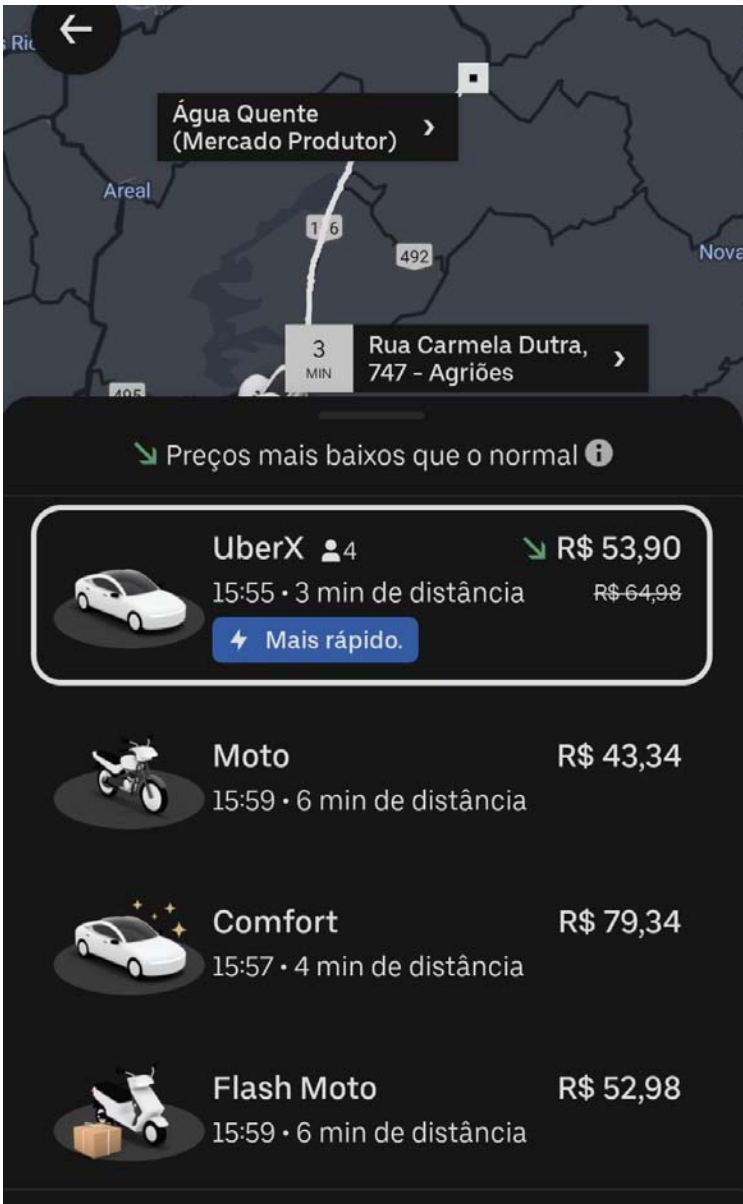 Rio
Água Quente
(Mercado Produtor)
Areal
492
Nova
3
MIN
Rua Carmela Dutra,
747 - Agriões
495
Preços mais baixos que o normal
UberX 4
R$ 53,90
15:55 • 3 min de distância
R$ 64,98
Mais rápido.
Moto
R$ 43,34
15:59 • 6 min de distância
Comfort
R$ 79,34
15:57 • 4 min de distância
Flash Moto
R$ 52,98
15:59 • 6 min de distância